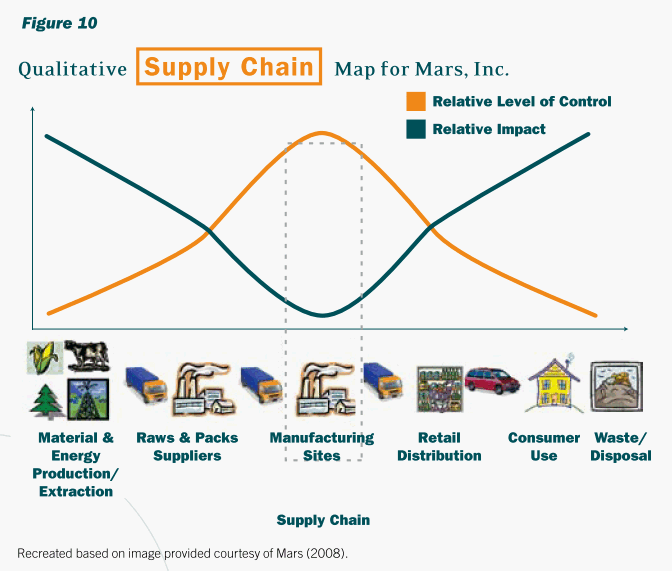 Figure 10
Qualitative Supply Chain Map for Mars, Inc.
Relative Level of Control
Relative Impact
Material &
Energy
Production/
Extraction
Raws & Packs
Suppliers
Manufacturing
Sites
Retail
Distribution
Consumer
Use
Waste/
Disposal
Supply Chain
Recreated based on image provided courtesy of Mars (2008).